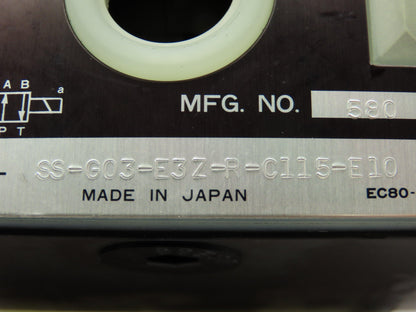 A B a
MFG. NO. 580
P T
SS-G03-E3Z-R-C115-E10
MADE IN JAPAN EC80-